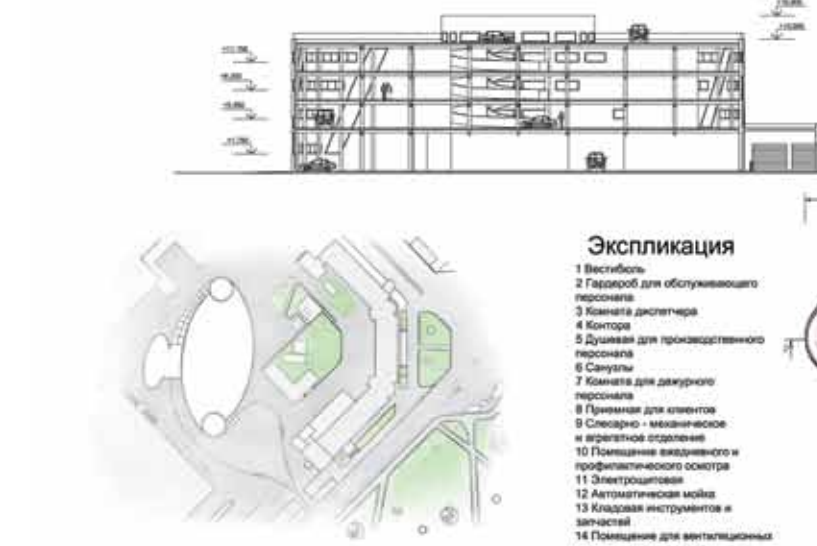 Экспликация
1 Вестибюль
2 Гардероб для обслуживающего
персонала
3 Комната диспетчера
4 Контора
5 Душевая для производственного
персонала
6 Санузлы
7 Комната для дежурного
персонала
8 Приемная для клиентов
9 Слесарно - механическое
и агрегатное отделение
10 Помещение ежедневного и
профилактического осмотра
11 Электрощитовая
12 Автоматическая мойка
13 Кладовая инструментов и
запчастей
14 Помещение для вентиляционных